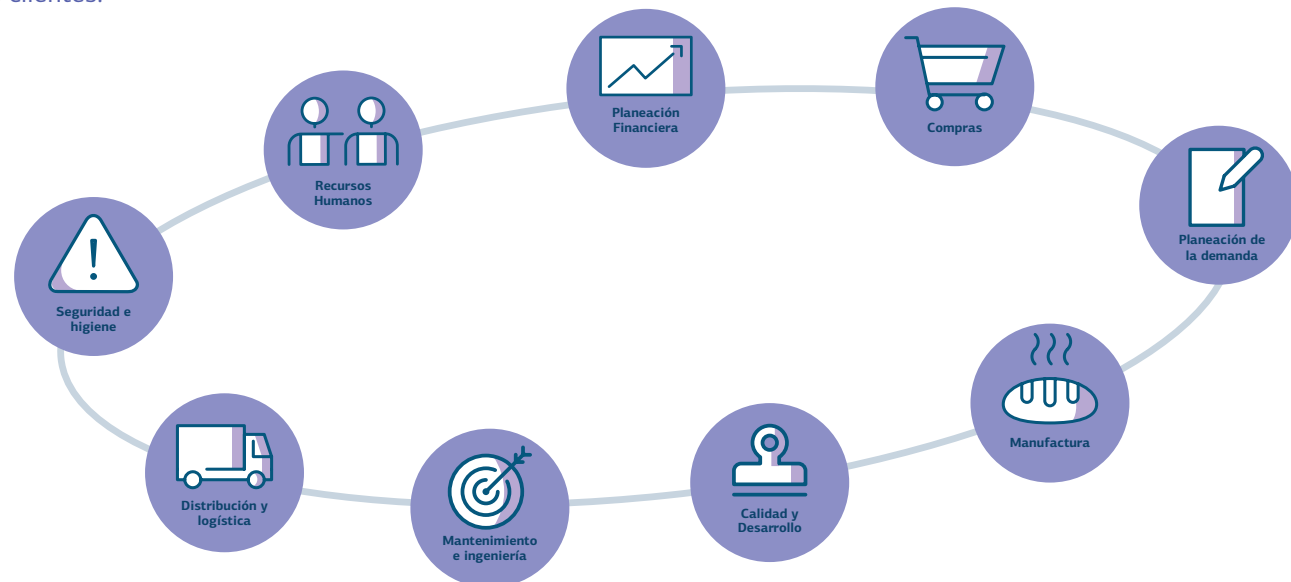 clientes.
Planeación
Financiera
Compras
Recursos
Humanos
Planeación de
la demanda
Seguridad e
higiene
Manufactura
Distribución y
logística
Mantenimiento
e ingeniería
Calidad y
Desarrollo